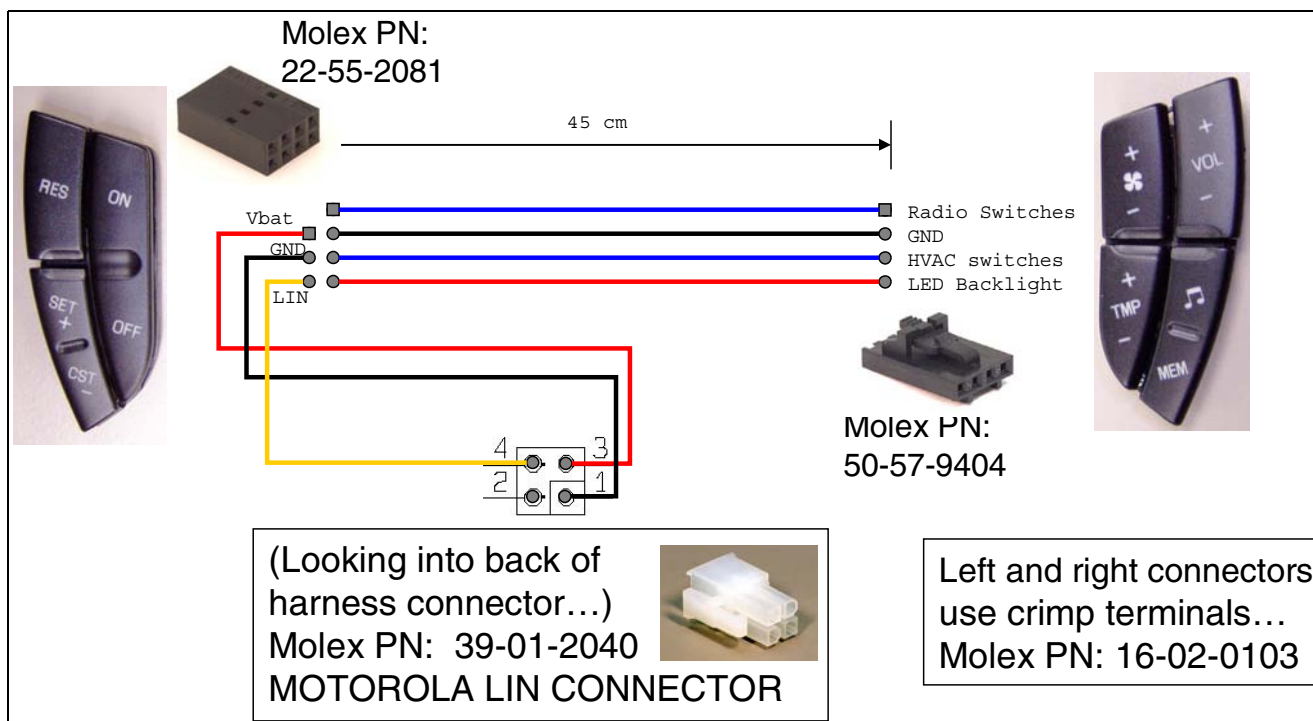 Molex PN:
22-55-2081
45 cm
RES
ON
SET
+
OFF
CST
-
Vbat
GND
LIN
Radio Switches
GND
HVAC switches
LED Backlight
+
-
+
VOL
-
+
TMP
-
MEM
Molex PN:
50-57-9404
4
3
2
1
(Looking into back of
harness connector…)
Molex PN: 39-01-2040
MOTOROLA LIN CONNECTOR
Left and right connectors
use crimp terminals…
Molex PN: 16-02-0103